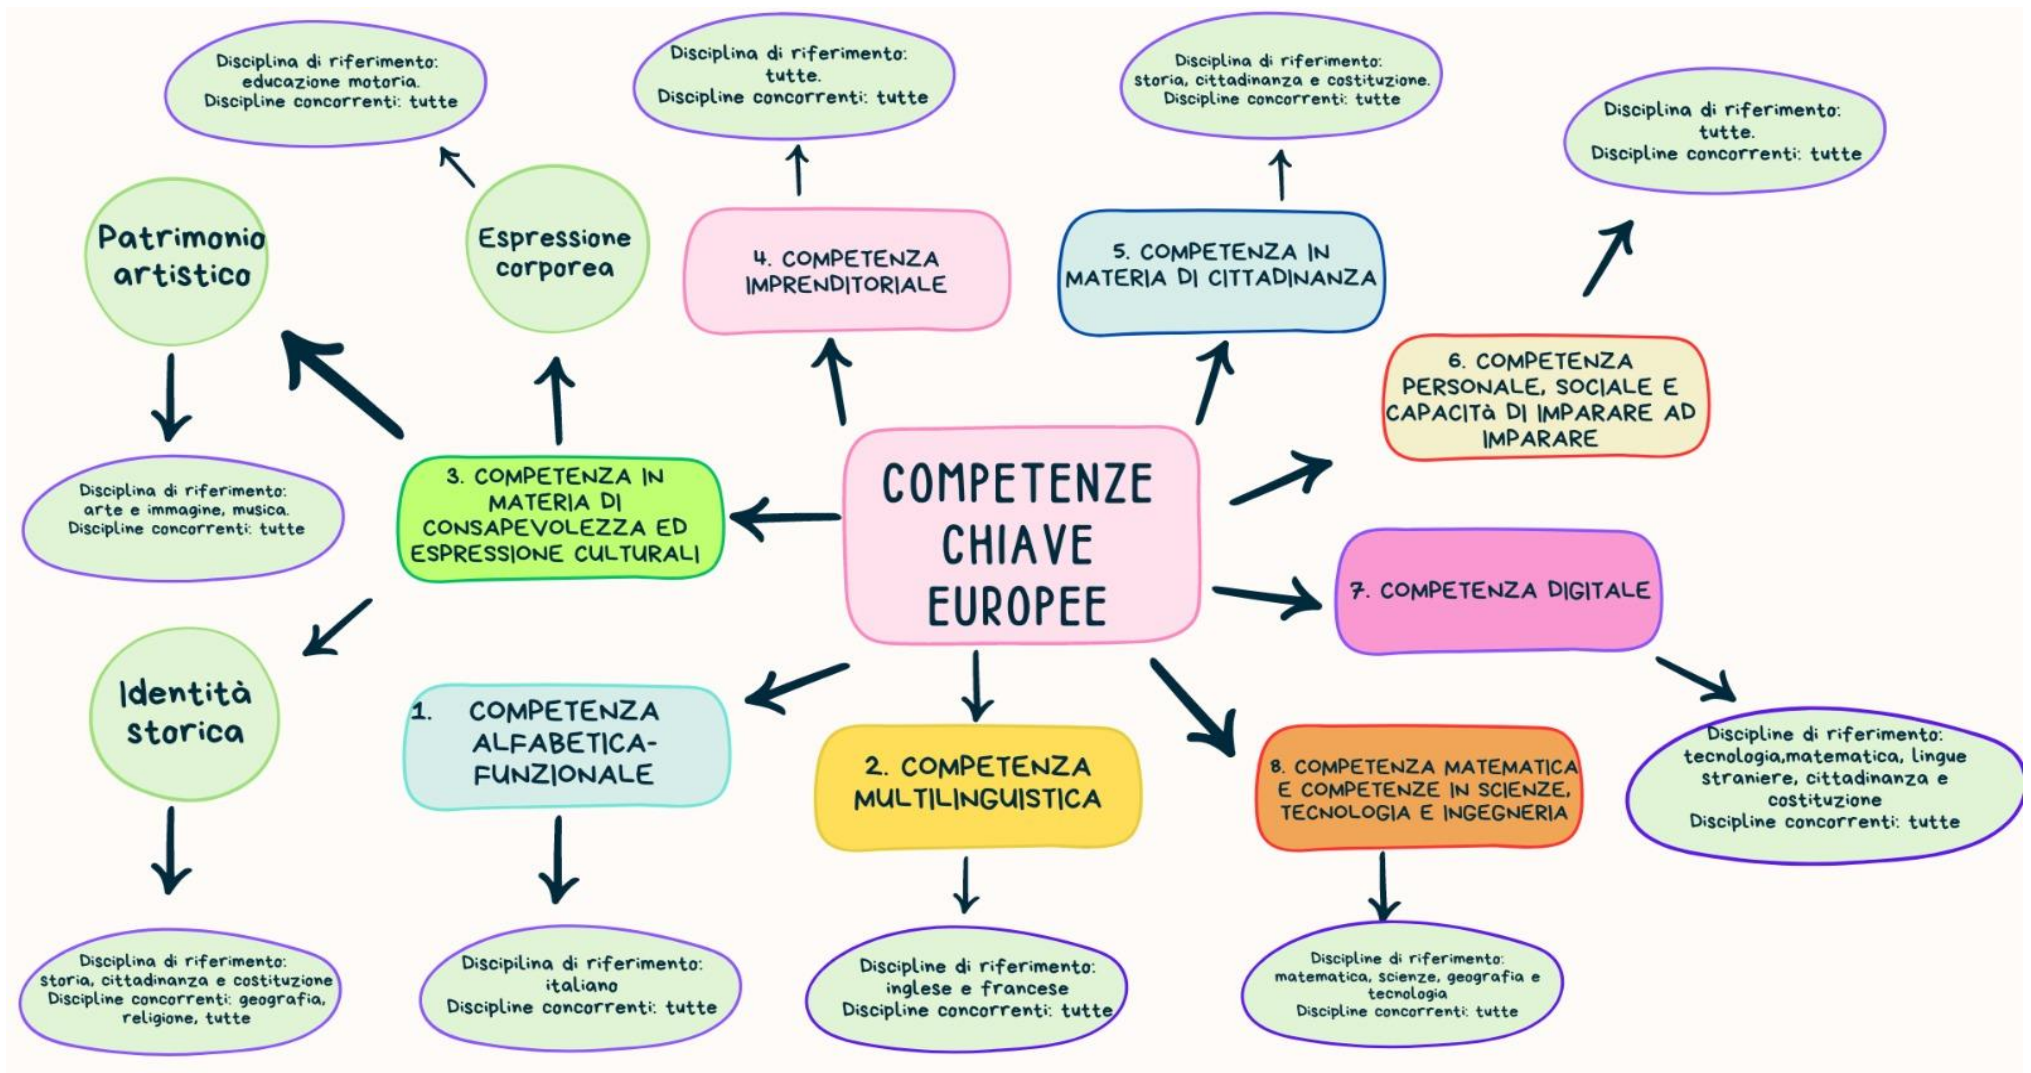 Disciplina di riferimento:
educazione motoria.
Discipline concorrenti: tutte
Disciplina di riferimento:
tutte.
Discipline concorrenti: tutte
Disciplina di riferimento:
storia, cittadinanza e costituzione.
Discipline concorrenti: tutte
Disciplina di riferimento:
tutte.
Discipline concorrenti: tutte
Patrimonio
artistico
Espressione
corporea
4. COMPETENZA
IMPRENDITORIALE
5. COMPETENZA IN
MATERIA DI CITTADINANZA
6. COMPETENZA
PERSONALE, SOCIALE E
CAPACITà DI IMPARARE AD
IMPARARE
Disciplina di riferimento:
arte e immagine, musica.
Discipline concorrenti: tutte
3. COMPETENZA IN
MATERIA DI
CONSAPEVOLEZZA ED
ESPRESSIONE CULTURALI
COMPETENZE
CHIAVE
EUROPEE
7. COMPETENZA DIGITALE
Identità
storica
1. COMPETENZA
ALFABETICA-
FUNZIONALE
2. COMPETENZA
MULTILINGUISTICA
8. COMPETENZA MATEMATICA
E COMPETENZE IN SCIENZE,
TECNOLOGIA E INGEGNERIA
Discipline di riferimento:
tecnologia,matematica, lingue
straniere, cittadinanza e
costituzione
Discipline concorrenti: tutte
Disciplina di riferimento:
storia, cittadinanza e costituzione
Discipline concorrenti: geografia,
religione, tutte
Discipilina di riferimento:
italiano
Discipline concorrenti: tutte
Discipline di riferimento:
inglese e francese
Discipline concorrenti: tutte
Discipline di riferimento:
matematica, scienze, geografia e
tecnologia
Discipline concorrenti: tutte